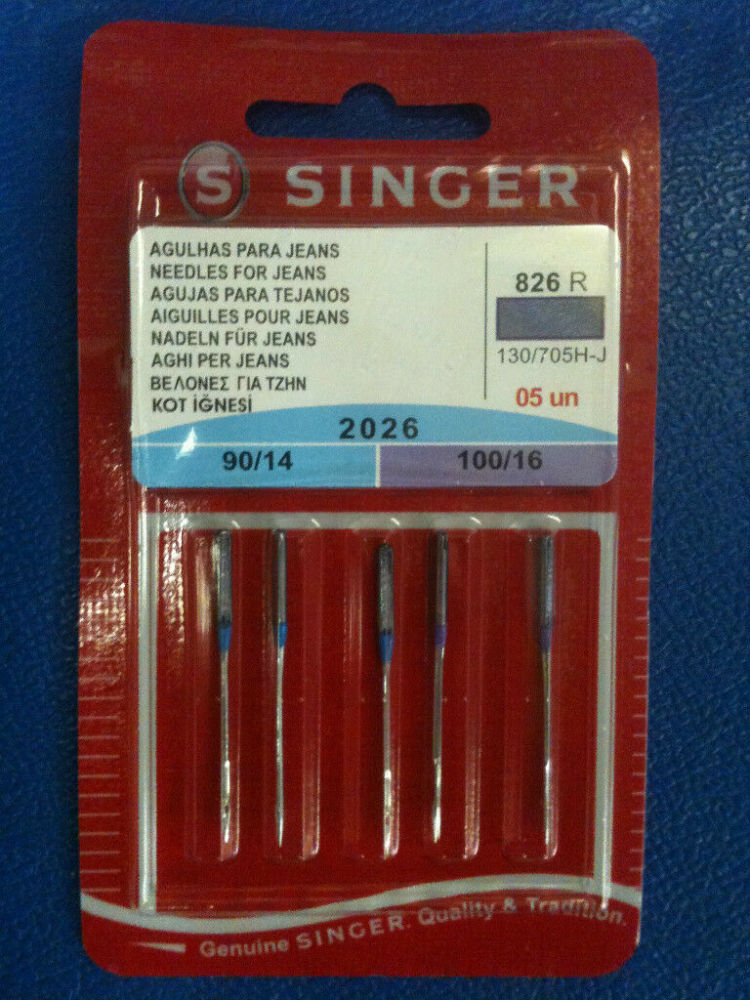 S SINGER
AGULHAS PARA JEANS
NEEDLES FOR JEANS
AGUJAS PARA TEJANOS
AIGUILLES POUR JEANS
NADELN FÜR JEANS
AGHI PER JEANS
ΒΕΛΟΝΕΣ ΓΙΑ ΤΖΗΝ
KOT İĞNESİ
826 R
130/705H-J
05 un
2026
90/14 100/16
Genuine SINGER. Quality & Tradition.